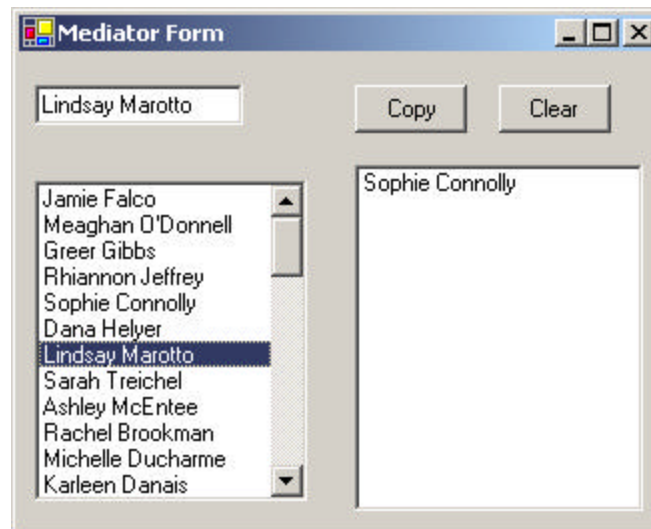 Mediator Form
Lindsay Marotto
Copy
Clear
Jamie Falco
Meaghan O'Donnell
Greer Gibbs
Rhiannon Jeffrey
Sophie Connolly
Dana Helyer
Lindsay Marotto
Sarah Treichel
Ashley McEntee
Rachel Brookman
Michelle Ducharme
Karleen Danais
Sophie Connolly